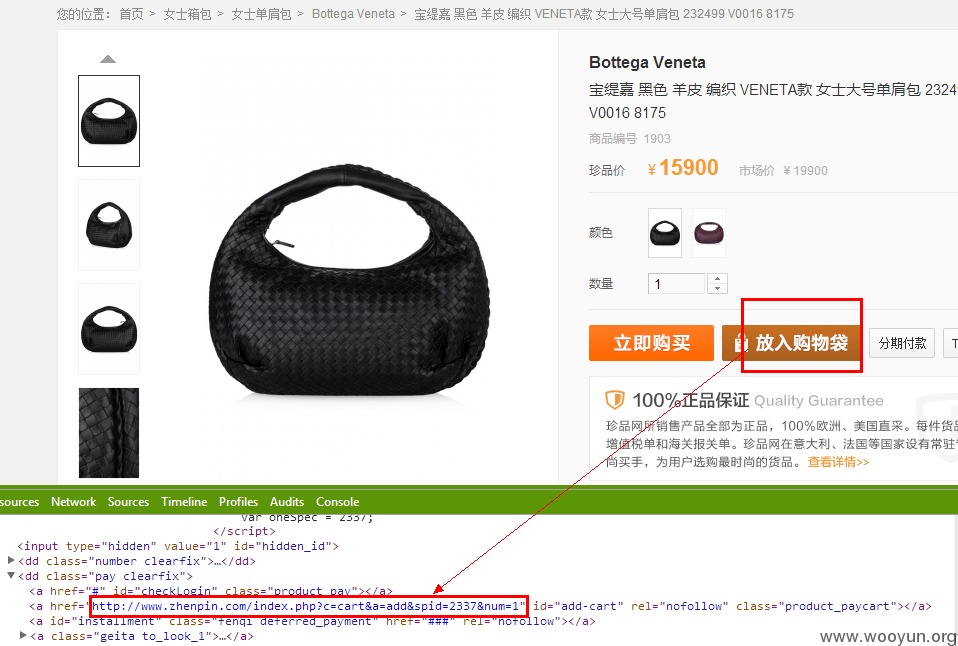 您的位置： 首页 > 女士箱包 > 女士单肩包 > Bottega Veneta > 宝缇嘉 黑色 羊皮 编织 VENETA款 女士大号单肩包 232499 V0016 8175
Bottega Veneta
宝缇嘉 黑色 羊皮 编织 VENETA款 女士大号单肩包 2324
V0016 8175
商品编号 1903
珍品价 ¥15900 市场价 ¥19900
颜色
数量 1
立即购买 放入购物袋 分期付款 T
100%正品保证 Quality Guarantee
珍品网所销售产品全部为正品，100%欧洲、美国直采。每件货品
增值税单和海关报关单。珍品网在意大利、法国等国家设有常驻
尚买手，为用户选购最时尚的货品。 查看详情>>
sources Network Sources Timeline Profiles Audits Console
var oneSpec = 2337;
</script>
<input type="hidden" value="1" id="hidden_id">
▶<dd class="number clearfix">…</dd>
▼<dd class="pay clearfix">
<a href="#" id="checkLogin" class="product_pay"></a>
<a href="http://www.zhenpin.com/index.php?c=cart&a=add&spid=2337&num=1" id="add-cart" rel="nofollow" class="product_paycart"></a>
<a id="installment" class="fenqi deferred_payment" href="###" rel="nofollow"></a>
▶<a class="geita to_look_1">…</a>
www.wooyun.org